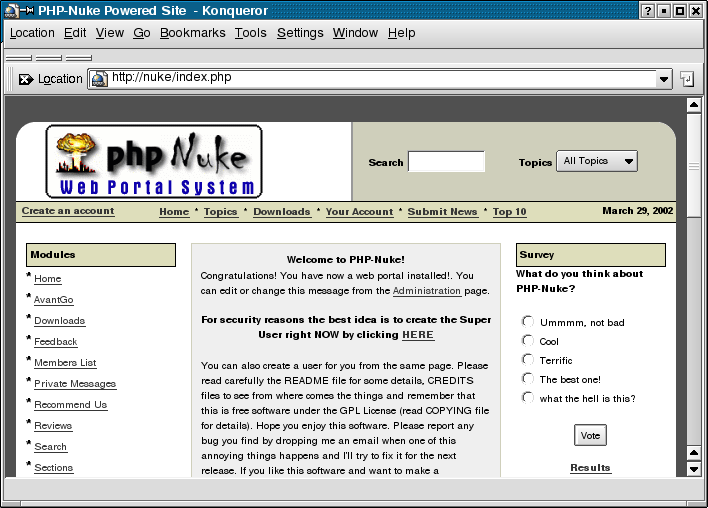 PHP-Nuke Powered Site - Konqueror
Location Edit View Go Bookmarks Tools Settings Window Help
Location http://nuke/index.php
php Nuke
Web Portal System
Search
Topics All Topics
Create an account
Home * Topics * Downloads * Your Account * Submit News * Top 10
March 29, 2002
Modules
* Home
* AvantGo
* Downloads
* Feedback
* Members List
* Private Messages
* Recommend Us
* Reviews
* Search
* Sections
Welcome to PHP-Nuke!
Congratulations! You have now a web portal installed!. You
can edit or change this message from the Administration page.
For security reasons the best idea is to create the Super
User right NOW by clicking HERE
You can also create a user for you from the same page. Please
read carefully the README file for some details, CREDITS
files to see from where comes the things and remember that
this is free software under the GPL License (read COPYING file
for details). Hope you enjoy this software. Please report any
bug you find by dropping me an email when one of this
annoying things happens and I'll try to fix it for the next
release. If you like this software and want to make a
Survey
What do you think about
PHP-Nuke?
Ummmm, not bad
Cool
Terrific
The best one!
what the hell is this?
Vote
Results